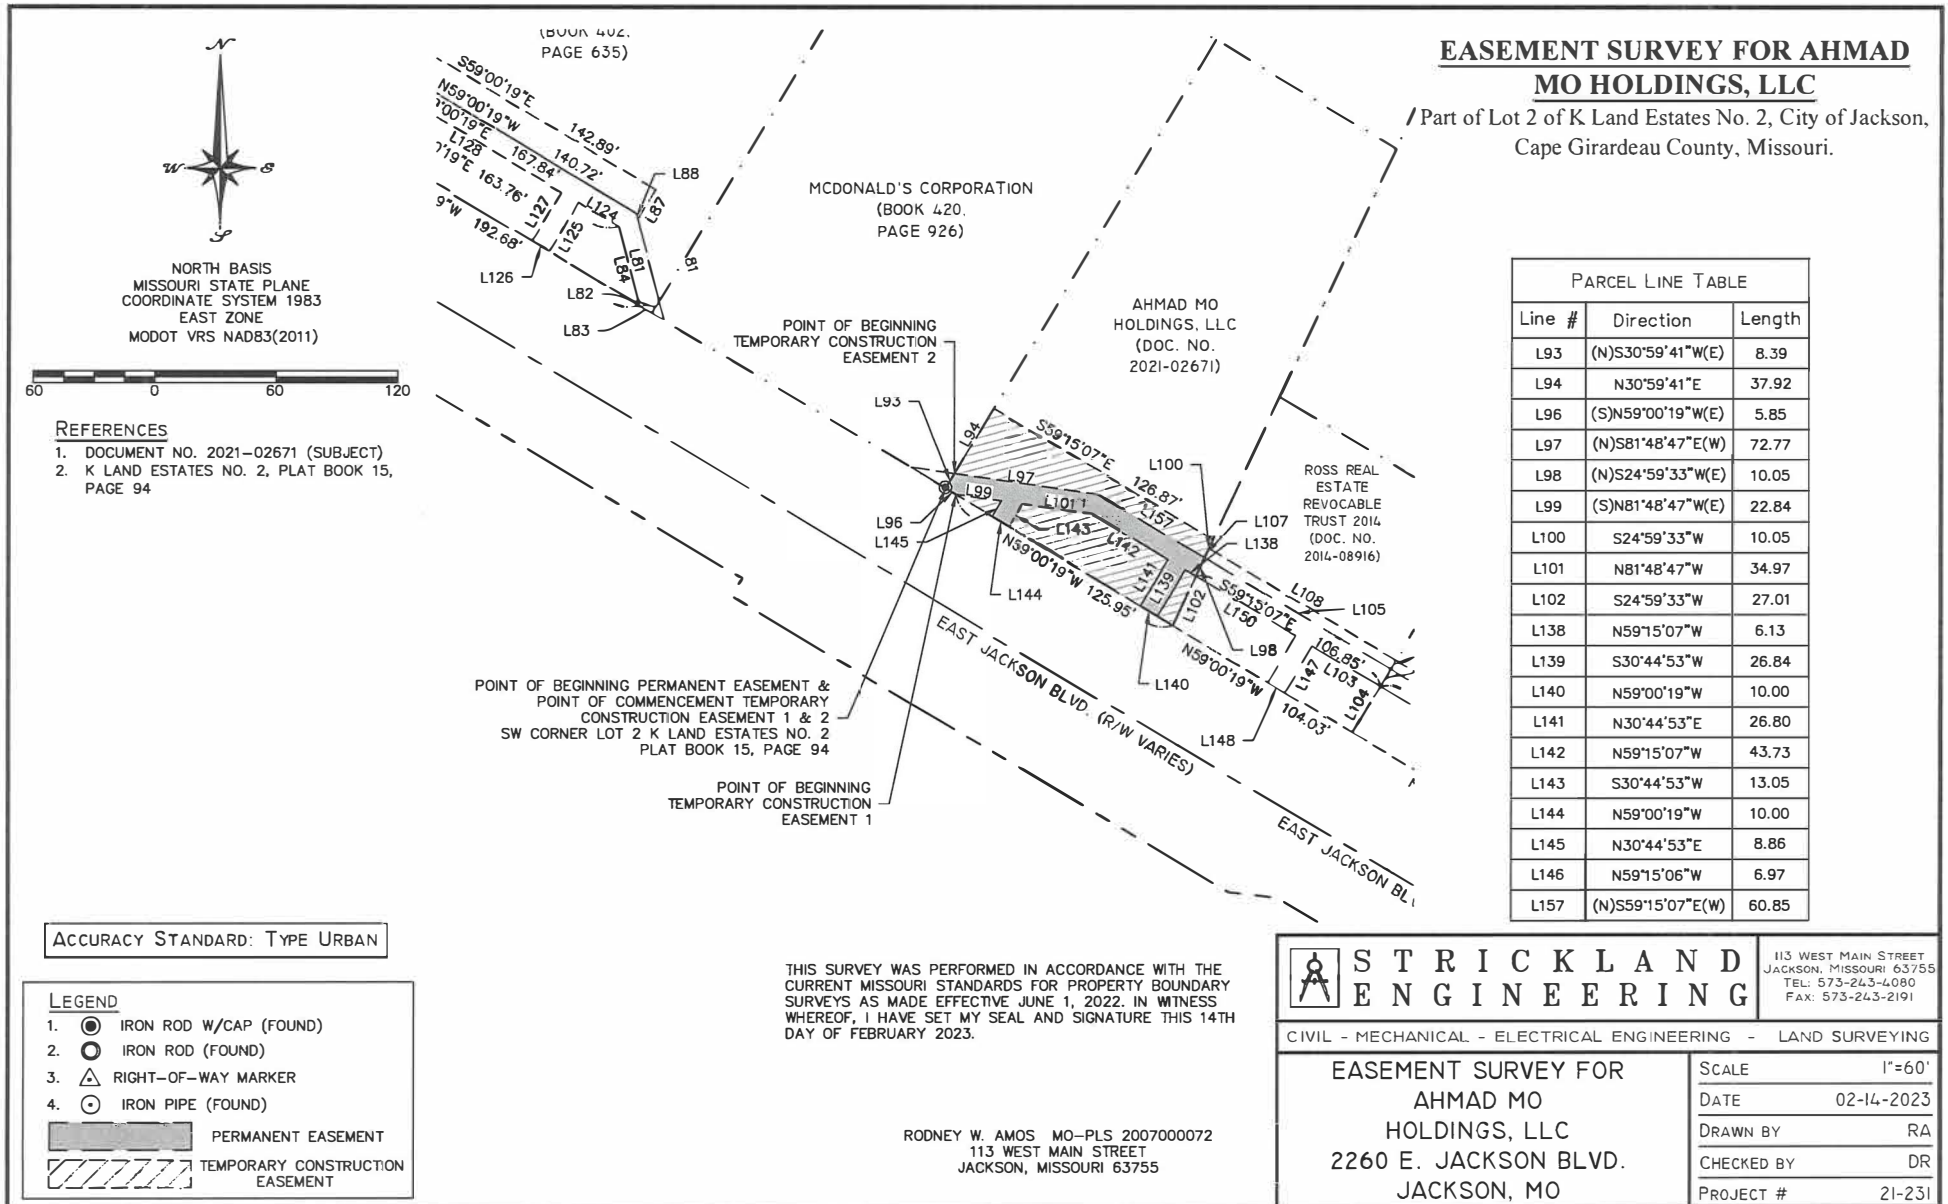 EASEMENT SURVEY FOR AHMAD
MO HOLDINGS, LLC
Part of Lot 2 of K Land Estates No. 2, City of Jackson,
Cape Girardeau County, Missouri.
N
W E
S
NORTH BASIS
MISSOURI STATE PLANE
COORDINATE SYSTEM 1983
EAST ZONE
MODOT VRS NAD83(2011)
60 0 60 120
REFERENCES
1. DOCUMENT NO. 2021-02671 (SUBJECT)
2. K LAND ESTATES NO. 2, PLAT BOOK 15,
PAGE 94
(BOOK 402,
PAGE 635)
S59°00'19"E
142.89'
N59°00'19"W
140.72'
°00'19"E
167.84'
L128
0'19"E 163.76'
9"W 192.68'
L88
L87
L124
L127
L125
L126
L81
L84
L82
L83
81
MCDONALD'S CORPORATION
(BOOK 420,
PAGE 926)
AHMAD MO
HOLDINGS, LLC
(DOC. NO.
2021-02671)
ROSS REAL
ESTATE
REVOCABLE
TRUST 2014
(DOC. NO.
2014-08916)
POINT OF BEGINNING
TEMPORARY CONSTRUCTION
EASEMENT 2
L93
L94
S59°15'07"E
126.87'
L100
L97
L99
L101
L157
L107
L138
L96
L145
L143
L142
N59°00'19"W 125.95'
L141
L139
L102
L144
L140
L98
S59°15'07"E
L150
106.85'
L108
L105
L103
L147
L104
N59°00'19"W
104.03'
L148
EAST JACKSON BLVD. (R/W VARIES)
EAST JACKSON BL
POINT OF BEGINNING PERMANENT EASEMENT &
POINT OF COMMENCEMENT TEMPORARY
CONSTRUCTION EASEMENT 1 & 2
SW CORNER LOT 2 K LAND ESTATES NO. 2
PLAT BOOK 15, PAGE 94
POINT OF BEGINNING
TEMPORARY CONSTRUCTION
EASEMENT 1
PARCEL LINE TABLE
Line # Direction Length
L93 (N)S30°59'41"W(E) 8.39
L94 N30°59'41"E 37.92
L96 (S)N59°00'19"W(E) 5.85
L97 (N)S81°48'47"E(W) 72.77
L98 (N)S24°59'33"W(E) 10.05
L99 (S)N81°48'47"W(E) 22.84
L100 S24°59'33"W 10.05
L101 N81°48'47"W 34.97
L102 S24°59'33"W 27.01
L138 N59°15'07"W 6.13
L139 S30°44'53"W 26.84
L140 N59°00'19"W 10.00
L141 N30°44'53"E 26.80
L142 N59°15'07"W 43.73
L143 S30°44'53"W 13.05
L144 N59°00'19"W 10.00
L145 N30°44'53"E 8.86
L146 N59°15'06"W 6.97
L157 (N)S59°15'07"E(W) 60.85
ACCURACY STANDARD: TYPE URBAN
LEGEND
1. IRON ROD W/CAP (FOUND)
2. IRON ROD (FOUND)
3. RIGHT-OF-WAY MARKER
4. IRON PIPE (FOUND)
PERMANENT EASEMENT
TEMPORARY CONSTRUCTION
EASEMENT
THIS SURVEY WAS PERFORMED IN ACCORDANCE WITH THE
CURRENT MISSOURI STANDARDS FOR PROPERTY BOUNDARY
SURVEYS AS MADE EFFECTIVE JUNE 1, 2022. IN WITNESS
WHEREOF, I HAVE SET MY SEAL AND SIGNATURE THIS 14TH
DAY OF FEBRUARY 2023.
RODNEY W. AMOS MO-PLS 2007000072
113 WEST MAIN STREET
JACKSON, MISSOURI 63755
STRICKLAND
ENGINEERING
113 WEST MAIN STREET
JACKSON, MISSOURI 63755
TEL: 573-243-4080
FAX: 573-243-2191
CIVIL - MECHANICAL - ELECTRICAL ENGINEERING - LAND SURVEYING
EASEMENT SURVEY FOR
AHMAD MO
HOLDINGS, LLC
2260 E. JACKSON BLVD.
JACKSON, MO
SCALE 1"=60'
DATE 02-14-2023
DRAWN BY RA
CHECKED BY DR
PROJECT # 21-231